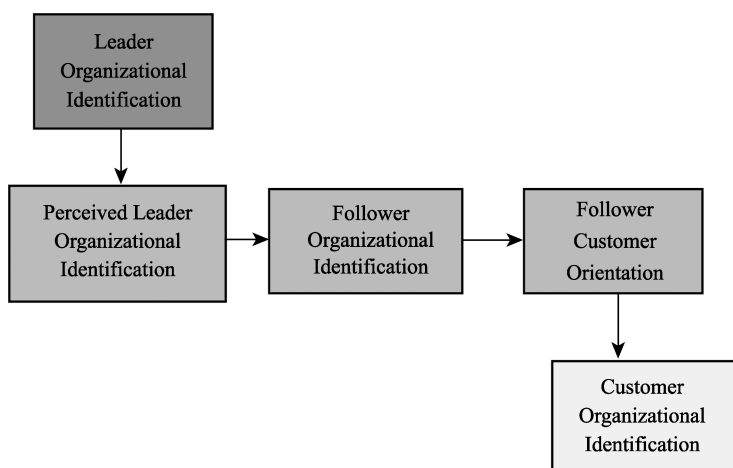 Leader
Organizational
Identification
Perceived Leader
Organizational
Identification
Follower
Organizational
Identification
Follower
Customer
Orientation
Customer
Organizational
Identification